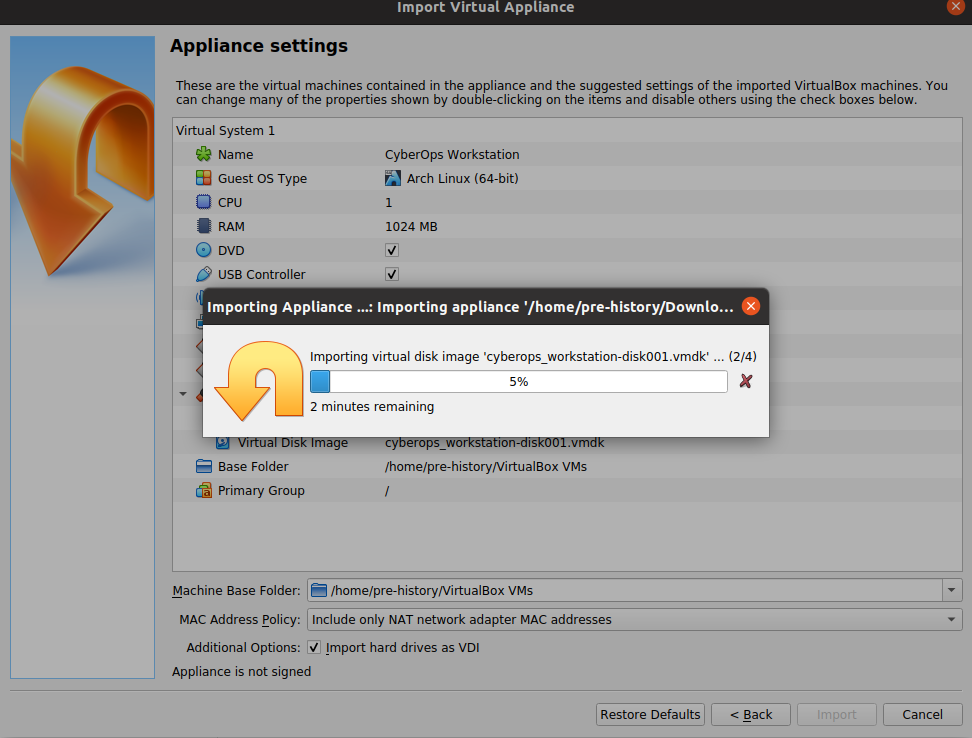 Import Virtual Appliance
Appliance settings
These are the virtual machines contained in the appliance and the suggested settings of the imported VirtualBox machines. You
can change many of the properties shown by double-clicking on the items and disable others using the check boxes below.
Virtual System 1
Name CyberOps Workstation
Guest OS Type Arch Linux (64-bit)
CPU 1
RAM 1024 MB
DVD
USB Controller
Importing Appliance ...: Importing appliance '/home/pre-history/Downlo...
Importing virtual disk image 'cyberops_workstation-disk001.vmdk' ... (2/4)
5%
2 minutes remaining
Virtual Disk Image cyberops_workstation-disk001.vmdk
Base Folder /home/pre-history/VirtualBox VMs
Primary Group /
Machine Base Folder: /home/pre-history/VirtualBox VMs
MAC Address Policy: Include only NAT network adapter MAC addresses
Additional Options: Import hard drives as VDI
Appliance is not signed
Restore Defaults < Back Import Cancel